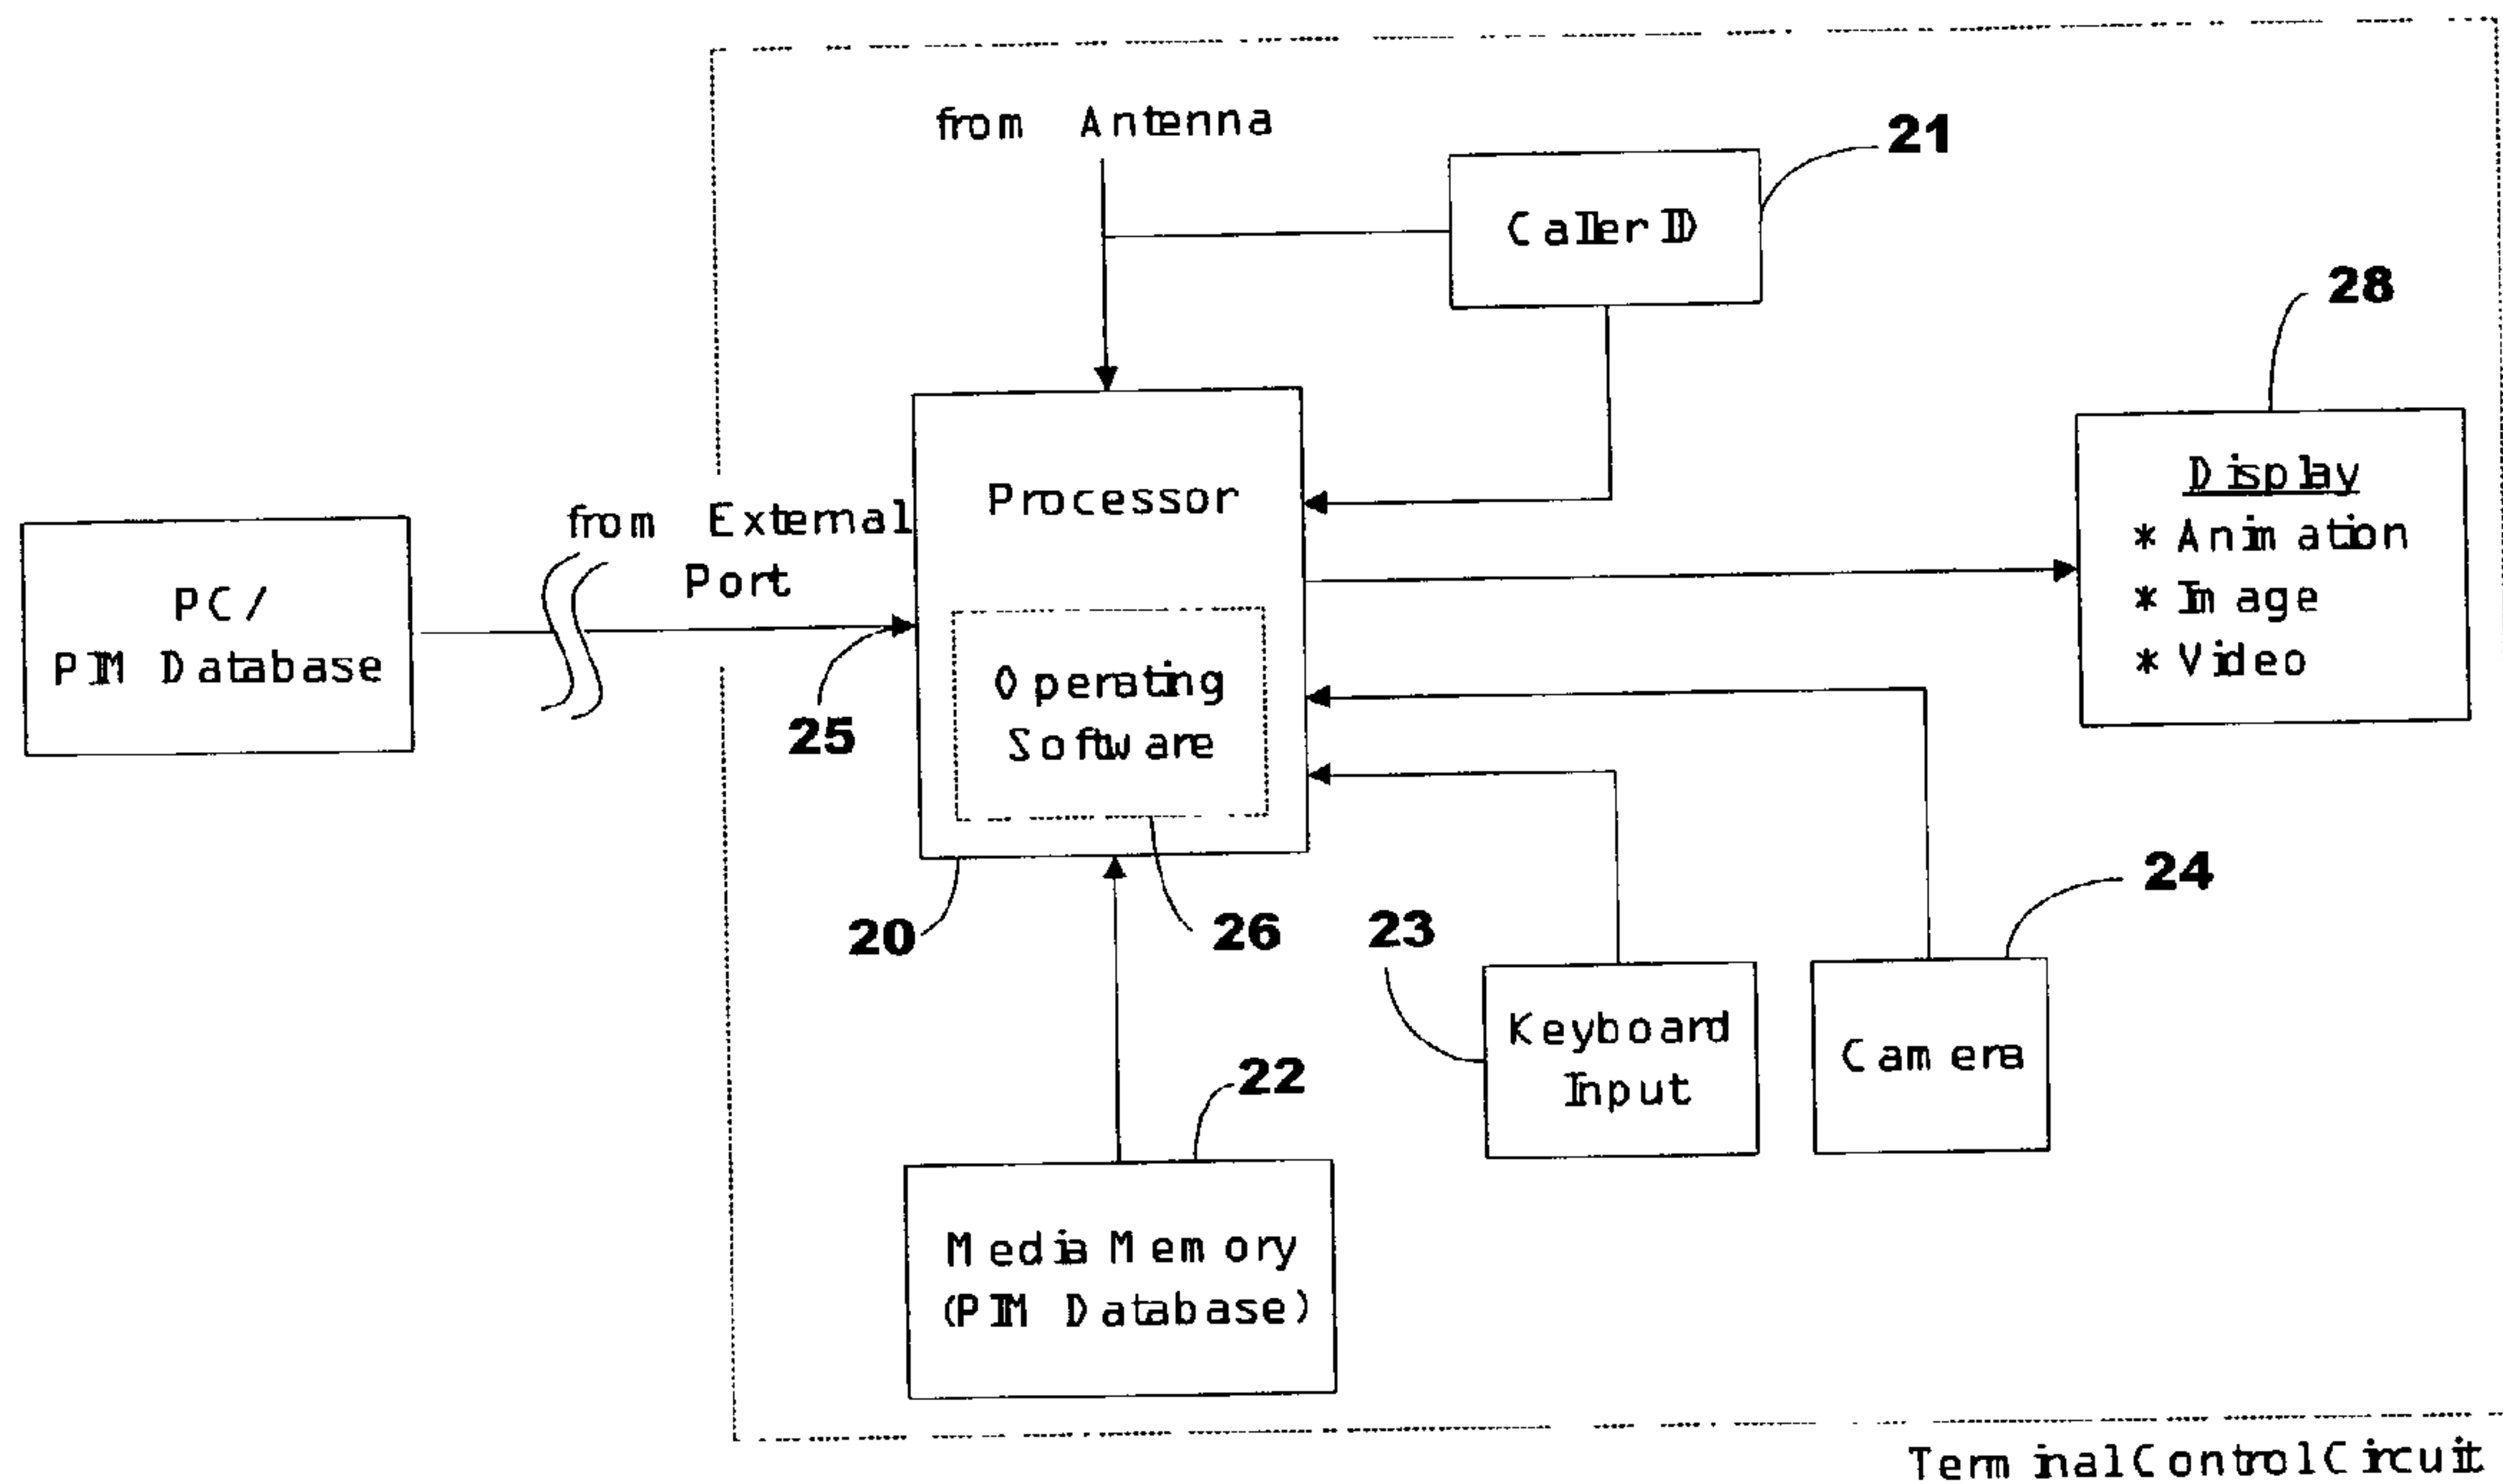 from Antenna
21
Caller ID
28
Processor
Display
* Animation
* Image
* Video
from External
Port
PC/
PIM Database
25
Operating
Software
20
26
23
24
Keyboard
Input
Camera
22
Media Memory
(PIM Database)
Terminal Control Circuit